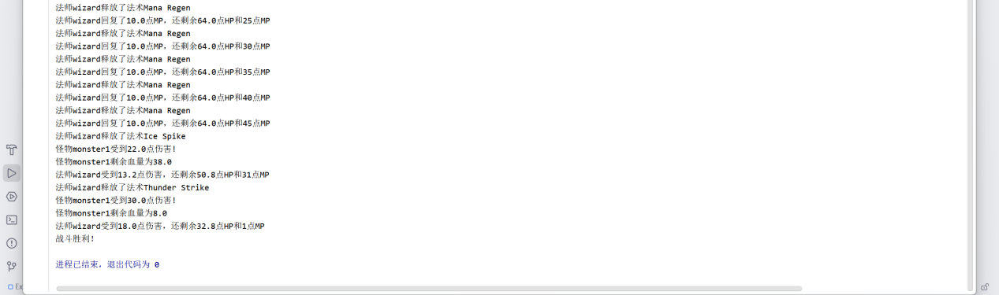 法师wizard释放了法术Mana Regen
法师wizard回复了10.0点MP，还剩余64.0点HP和25点MP
法师wizard释放了法术Mana Regen
法师wizard回复了10.0点MP，还剩余64.0点HP和30点MP
法师wizard释放了法术Mana Regen
法师wizard回复了10.0点MP，还剩余64.0点HP和35点MP
法师wizard释放了法术Mana Regen
法师wizard回复了10.0点MP，还剩余64.0点HP和40点MP
法师wizard释放了法术Mana Regen
法师wizard回复了10.0点MP，还剩余64.0点HP和45点MP
法师wizard释放了法术Ice Spike
怪物monster1受到22.0点伤害!
怪物monster1剩余血量为38.0
法师wizard受到13.2点伤害，还剩余50.8点HP和31点MP
法师wizard释放了法术Thunder Strike
怪物monster1受到30.0点伤害!
怪物monster1剩余血量为8.0
法师wizard受到18.0点伤害，还剩余32.8点HP和1点MP
战斗胜利!
进程已结束，退出代码为 0
Ex